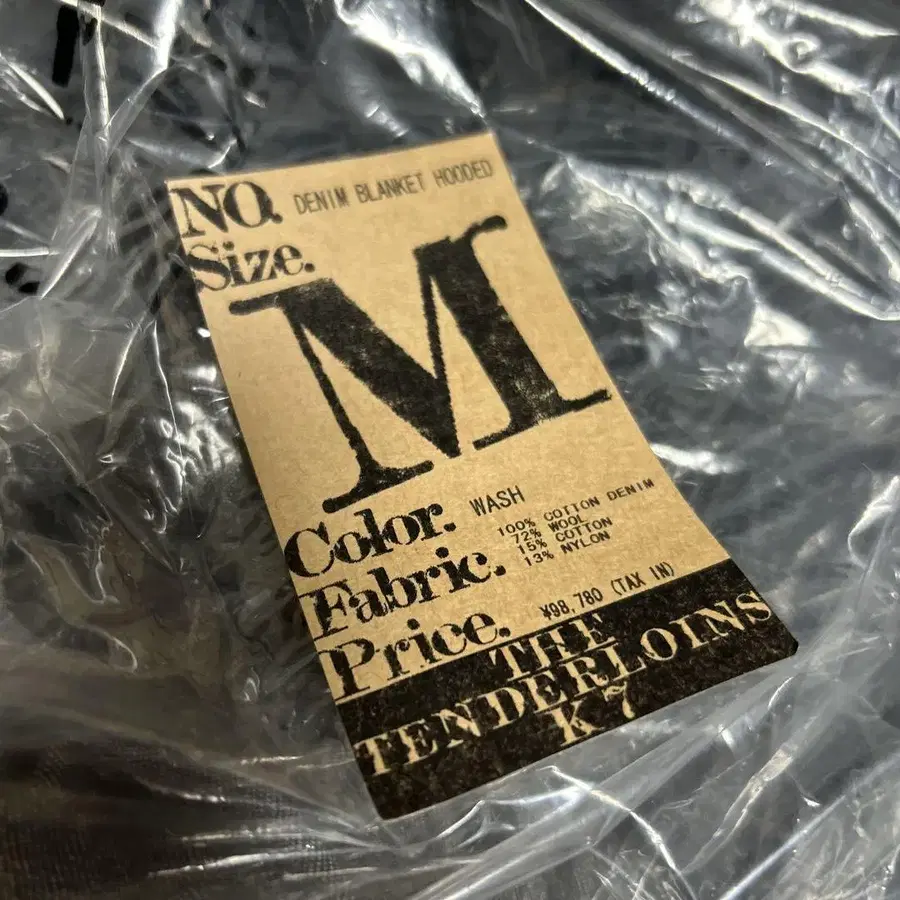 NO. DENIM BLANKET HOODED
Size.
M
Color. WASH
Fabric. 100% COTTON DENIM
72% WOOL
15% COTTON
13% NYLON
Price. ¥98,780 (TAX IN)
THE
TENDERLOINS
K7